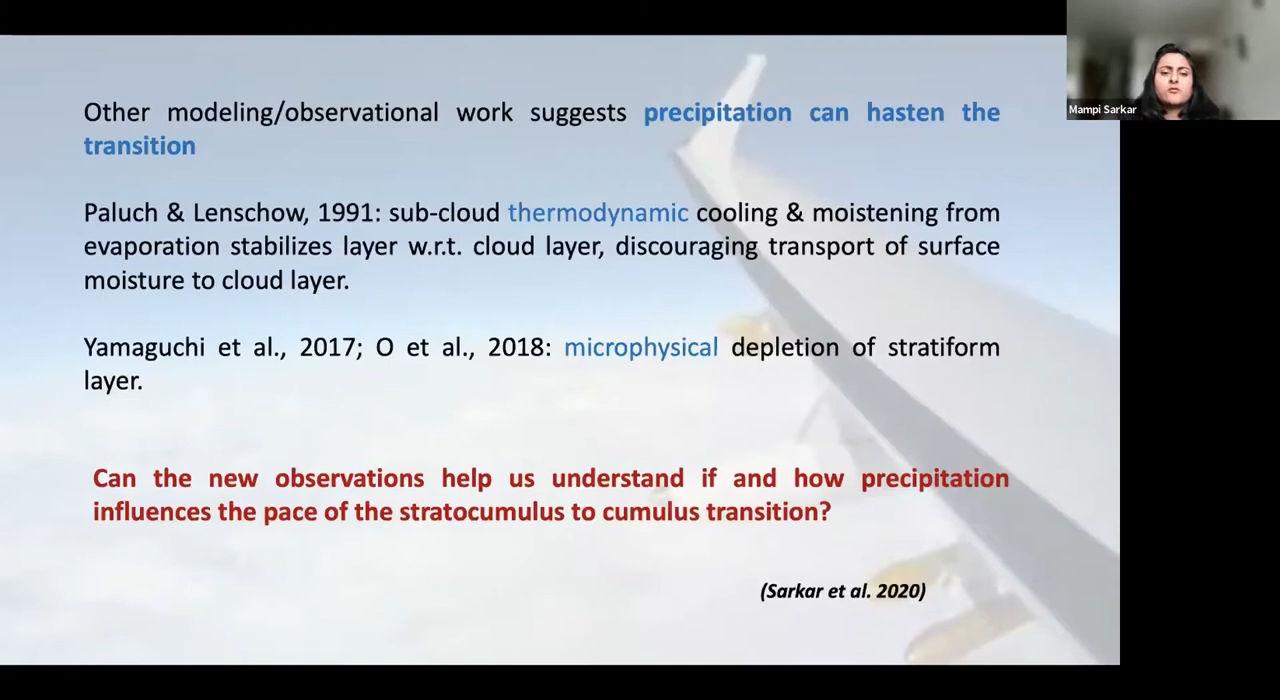 Mampi Sarkar
Other modeling/observational work suggests precipitation can hasten the
transition
Paluch & Lenschow, 1991: sub-cloud thermodynamic cooling & moistening from
evaporation stabilizes layer w.r.t. cloud layer, discouraging transport of surface
moisture to cloud layer.
Yamaguchi et al., 2017; O et al., 2018: microphysical depletion of stratiform
layer.
Can the new observations help us understand if and how precipitation
influences the pace of the stratocumulus to cumulus transition?
(Sarkar et al. 2020)